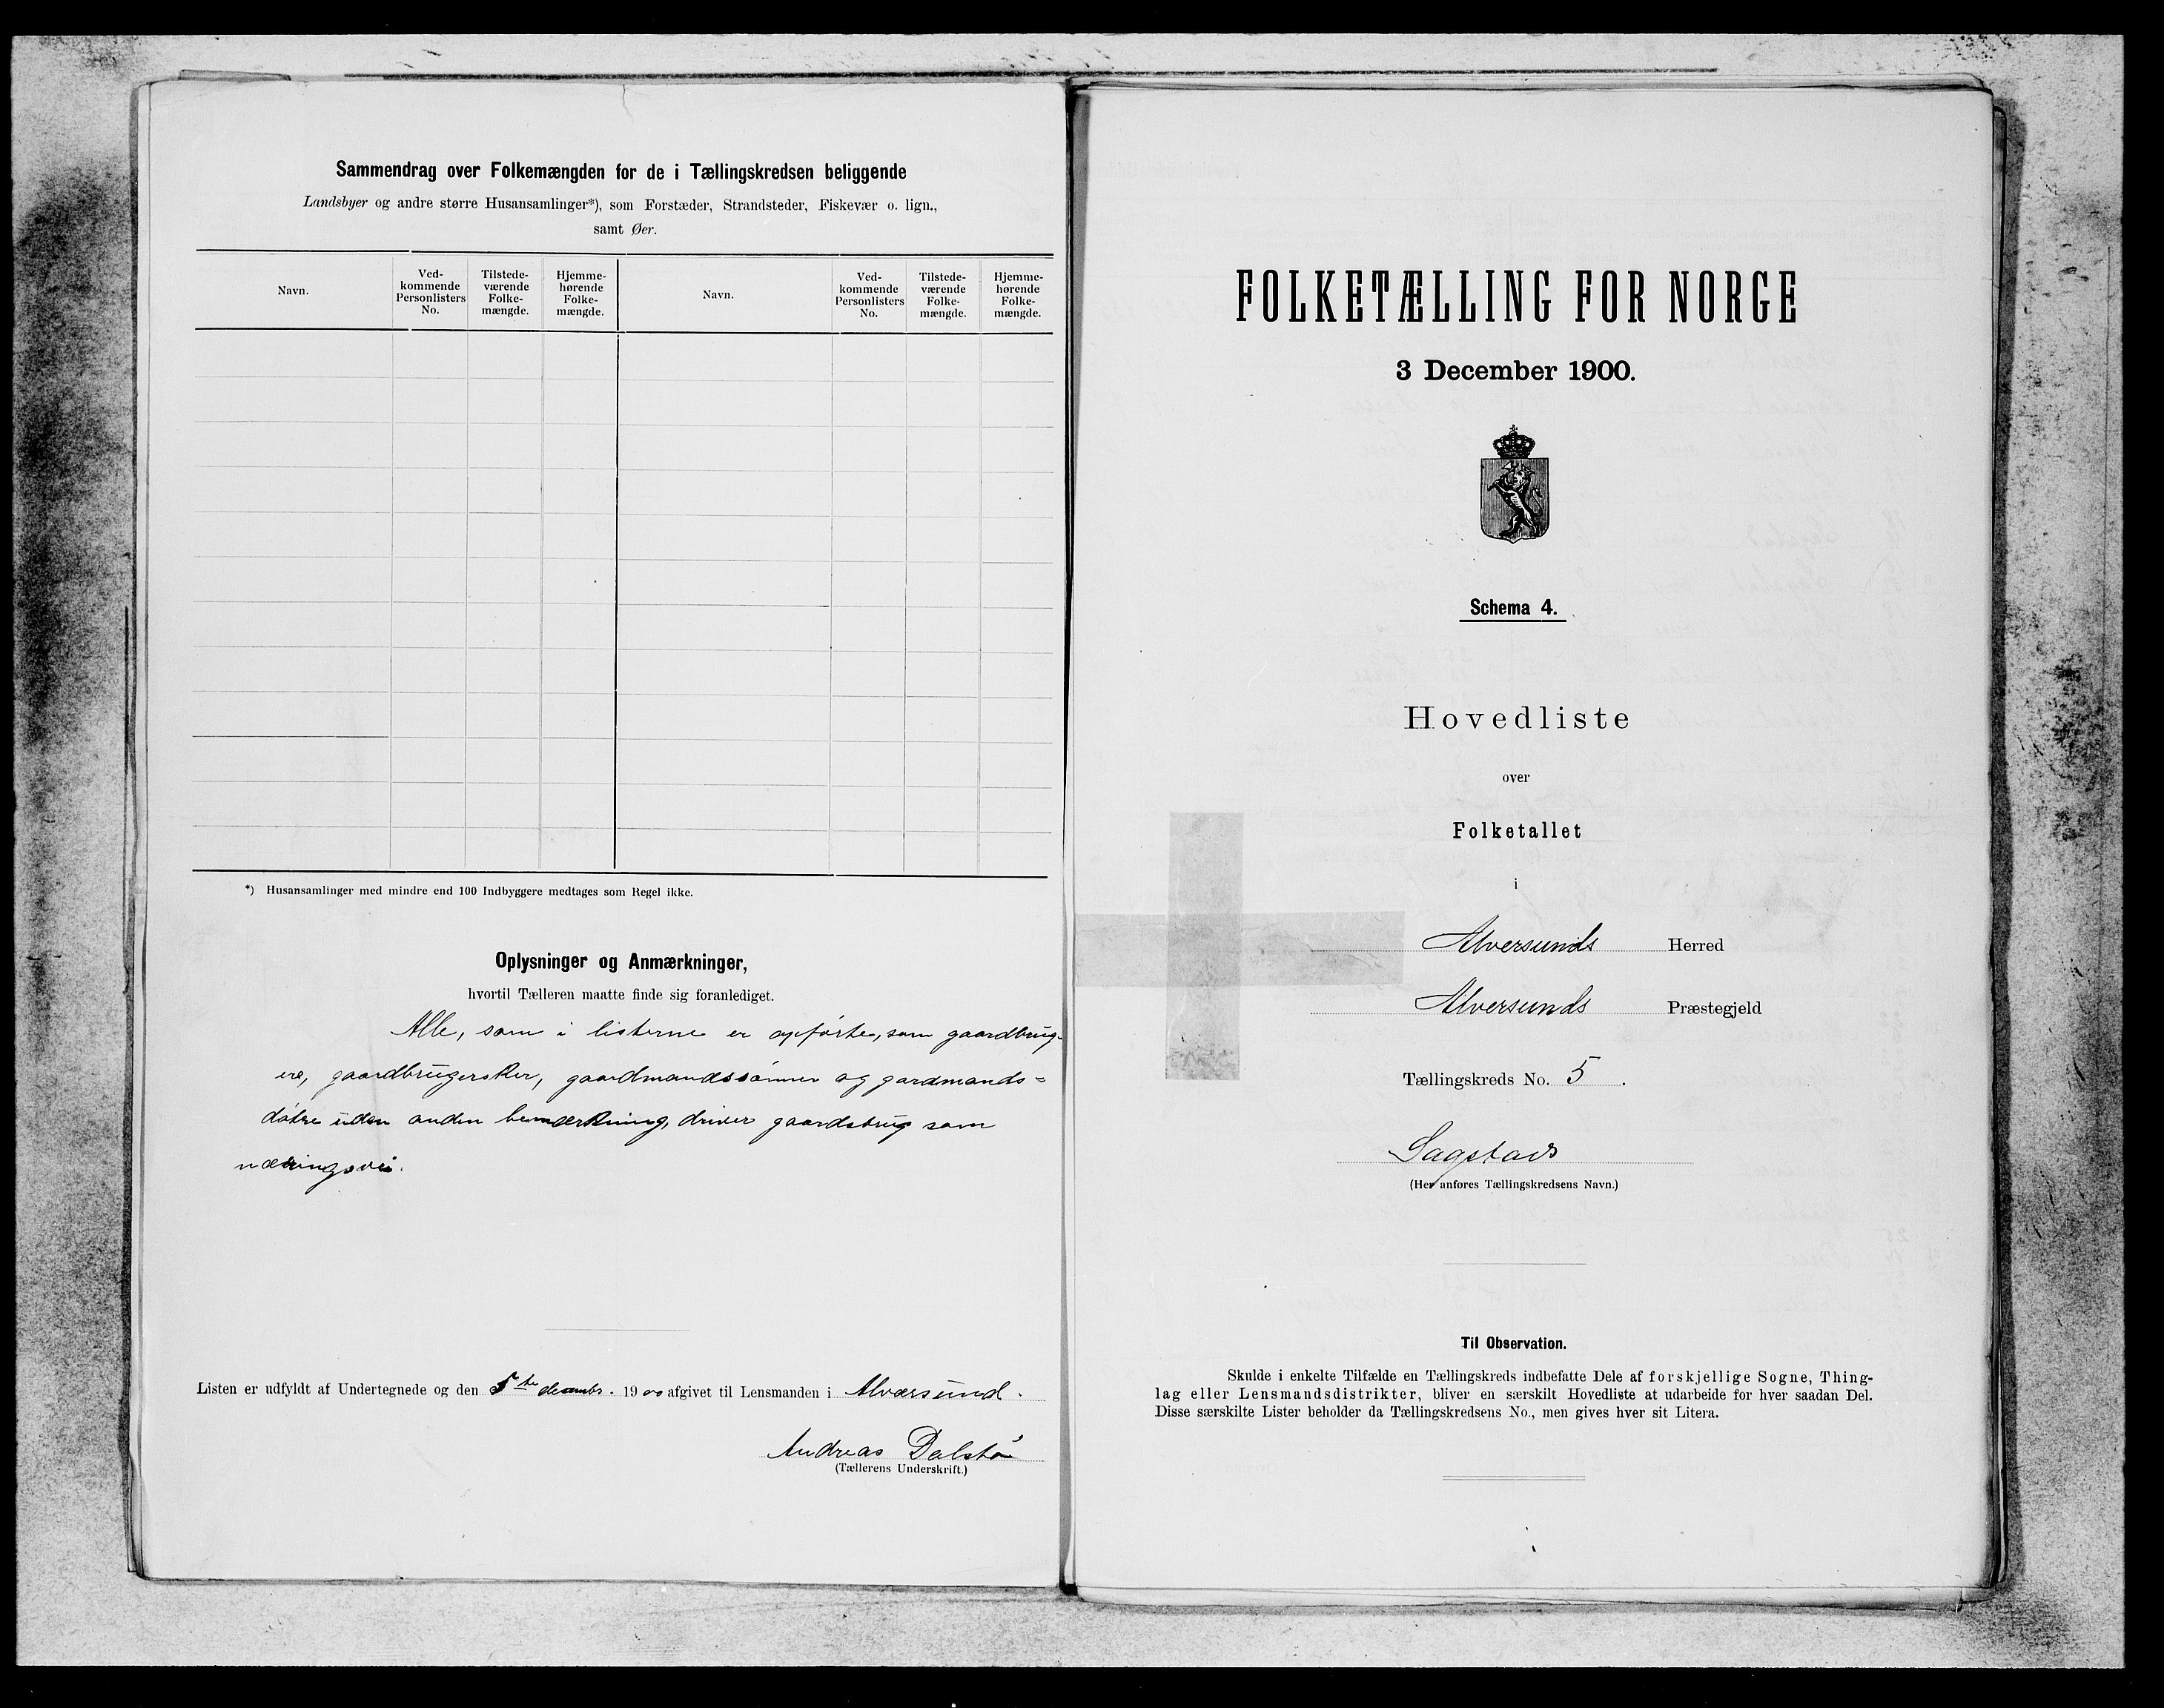 Sammendrag over Folkemængden for de i Tællingskredsen beliggende
Landsbyer og andre større Husansamlinger*), som Forstæder, Strandsteder, Fiskevær o. lign.,
samt Øer.
Navn.
Ved-
kommende
Personlisters
No.
Tilstede-
værende
Folke-
mængde.
Hjemme-
hørende
Folke-
mængde.
Navn.
Ved-
kommende
Personlisters
No.
Tilstede-
værende
Folke-
mængde.
Hjemme-
hørende
Folke-
mængde.
*) Husansamlinger med mindre end 100 Indbyggere medtages som Regel ikke.
Oplysninger og Anmærkninger,
hvortil Tælleren maatte finde sig foranlediget.
Alle, som i listerne er opførte, som gaardbrug-
ere, gaardbrugersker, gaardmandssønner og gardmands=
døtre uden anden bemærkning, driver gaardsbrug som
næringsvei.
Listen er udfyldt af Undertegnede og den 5te decembr. 1900 afgivet til Lensmanden i Alværsund.
Andreas Dalstø
(Tællerens Underskrift.)
FOLKETÆLLING FOR NORGE
3 December 1900.
Schema 4.
Hovedliste
over
Folketallet
i
Alversunds Herred
Alversunds Præstegjeld
Tællingskreds No. 5.
Sagstads
(Her anføres Tællingskredsens Navn.)
Til Observation.
Skulde i enkelte Tilfælde en Tællingskreds indbefatte Dele af forskjellige Sogne, Thing-
lag eller Lensmandsdistrikter, bliver en særskilt Hovedliste at udarbeide for hver saadan Del.
Disse særskilte Lister beholder da Tællingskredsens No., men gives hver sit Litera.